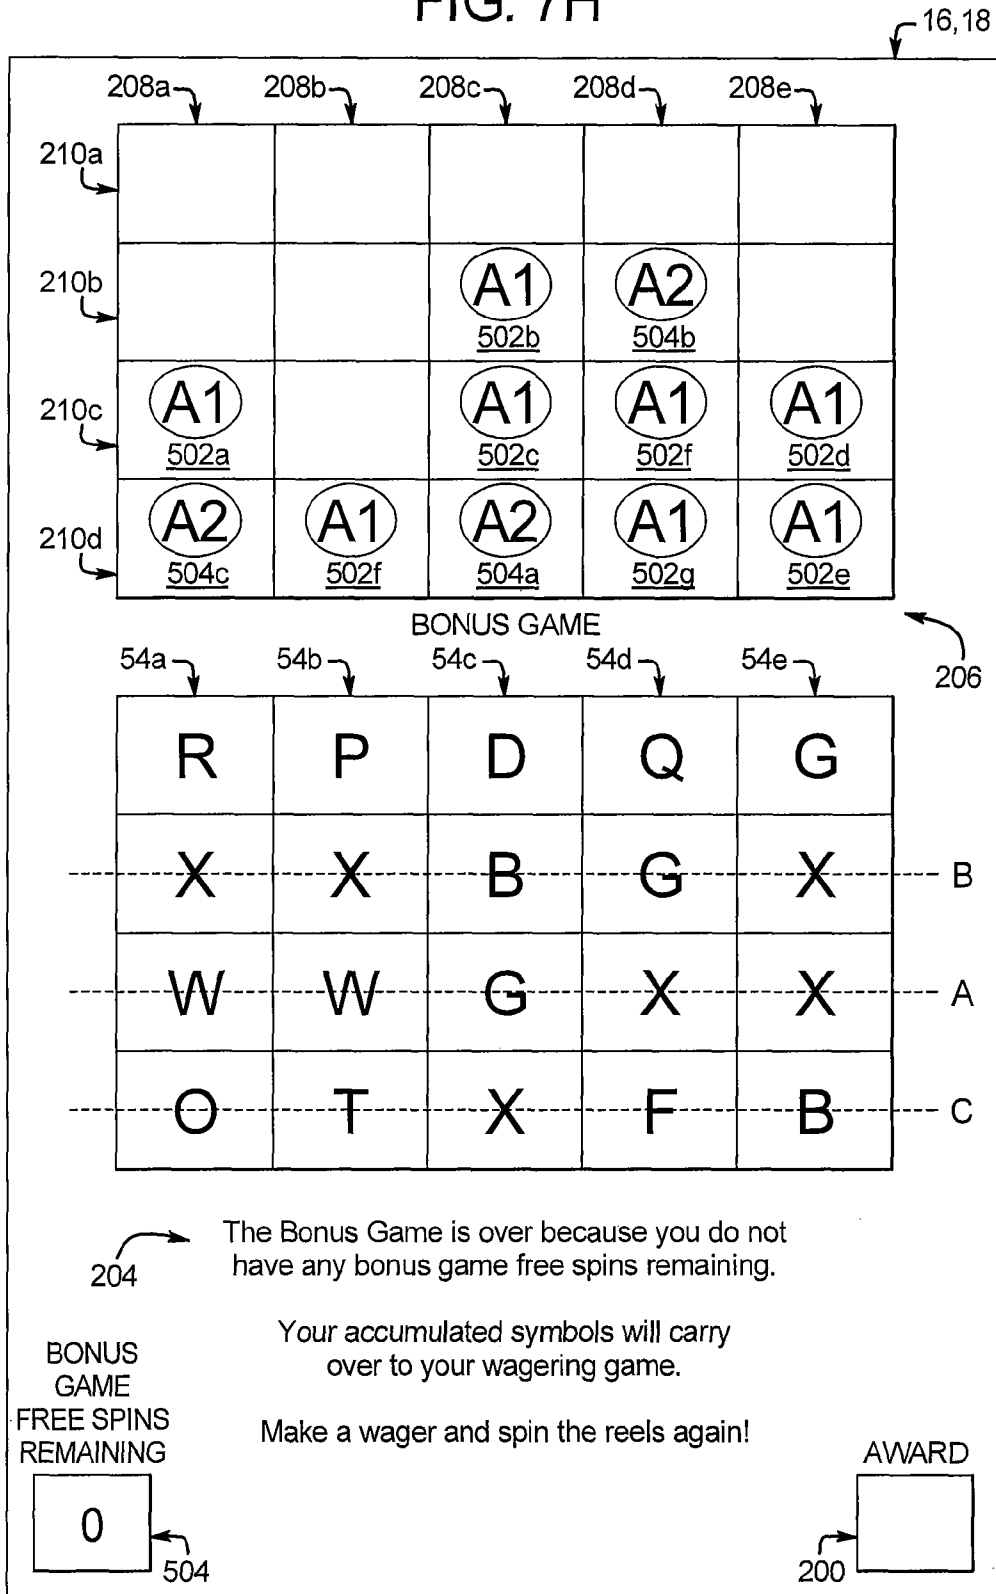 FIG. 7H
16,18
208a 208b 208c 208d 208e
210a
210b
A1 A2
502b 504b
210c
A1 A1 A1 A1
502a 502c 502f 502d
210d
A2 A1 A2 A1 A1
504c 502f 504a 502g 502e
BONUS GAME
206
54a 54b 54c 54d 54e
R P D Q G
X X B G X B
W W G X X A
O T X F B C
204
The Bonus Game is over because you do not
have any bonus game free spins remaining.
Your accumulated symbols will carry
over to your wagering game.
Make a wager and spin the reels again!
BONUS
GAME
FREE SPINS
REMAINING
0
504
AWARD
200